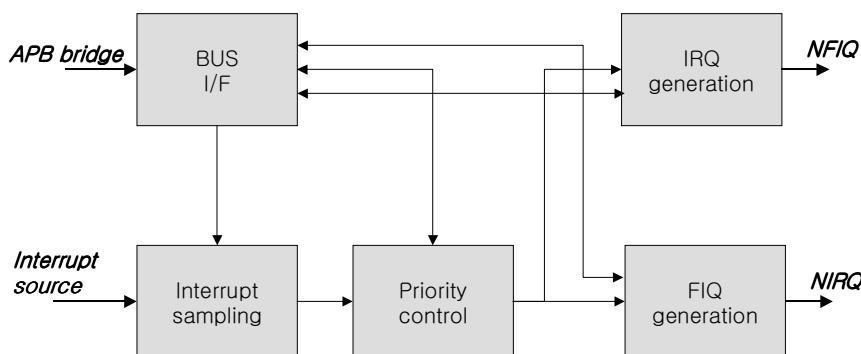 APB bridge
BUS
I/F
IRQ
generation
NFIQ
Interrupt
source
Interrupt
sampling
Priority
control
FIQ
generation
NIRQ